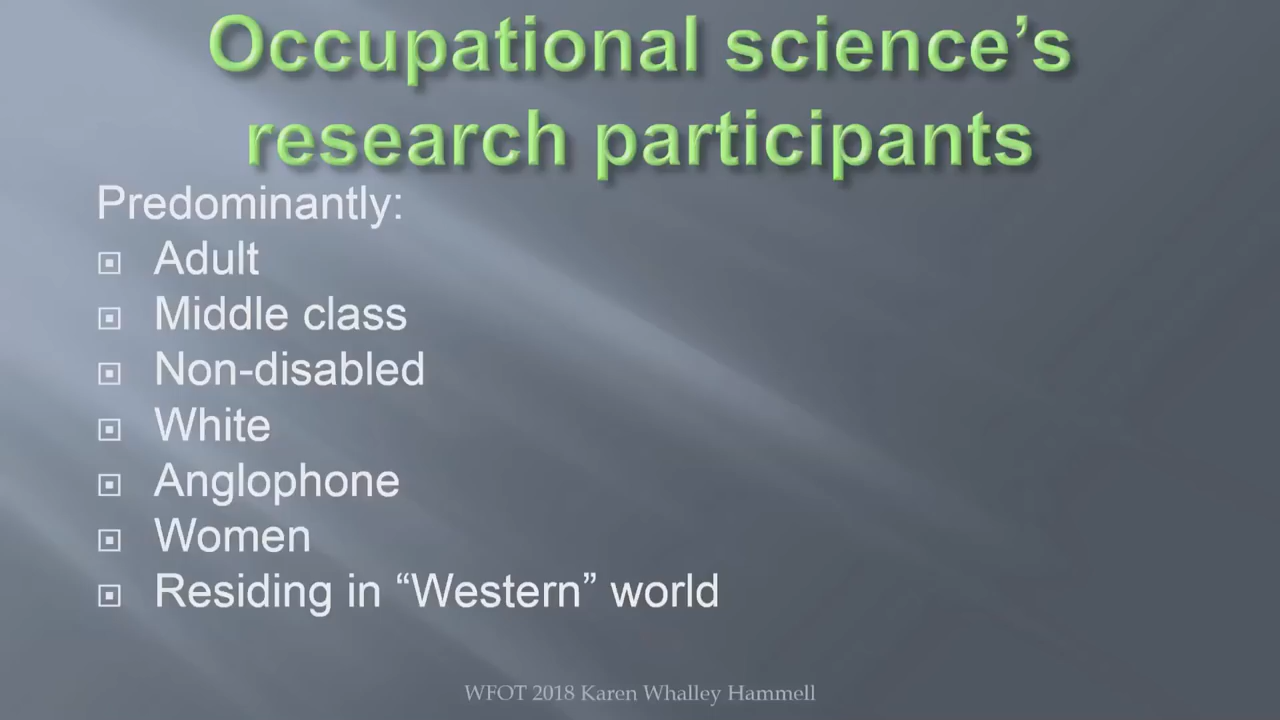 Occupational science’s
research participants
Predominantly:
Adult
Middle class
Non-disabled
White
Anglophone
Women
Residing in “Western” world
WFOT 2018 Karen Whalley Hammell